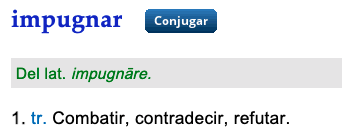 impugnar Conjugar
Del lat. impugnāre.
1. tr. Combatir, contradecir, refutar.